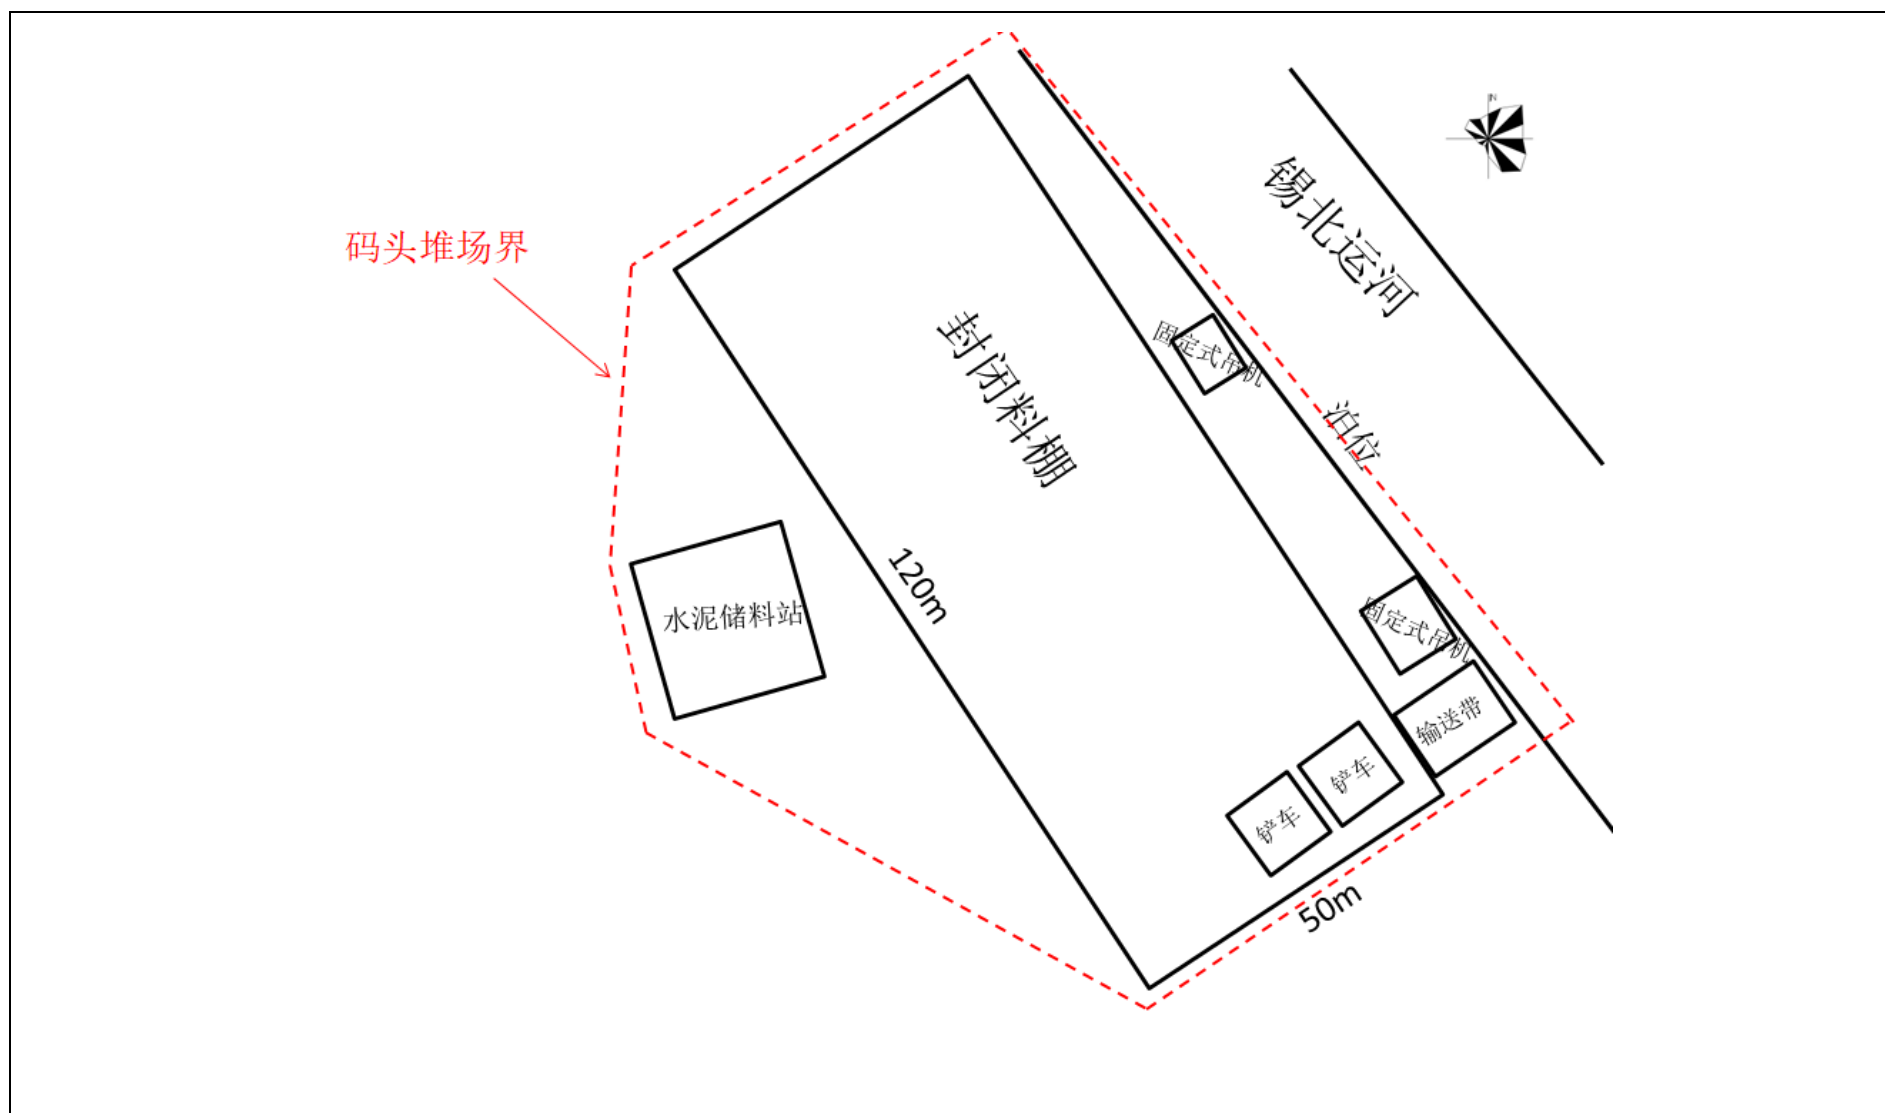 N
锡北运河
码头堆场界
封闭料棚
固定式吊机
泊位
120m
水泥储料站
固定式吊机
输送带
铲车
铲车
50m